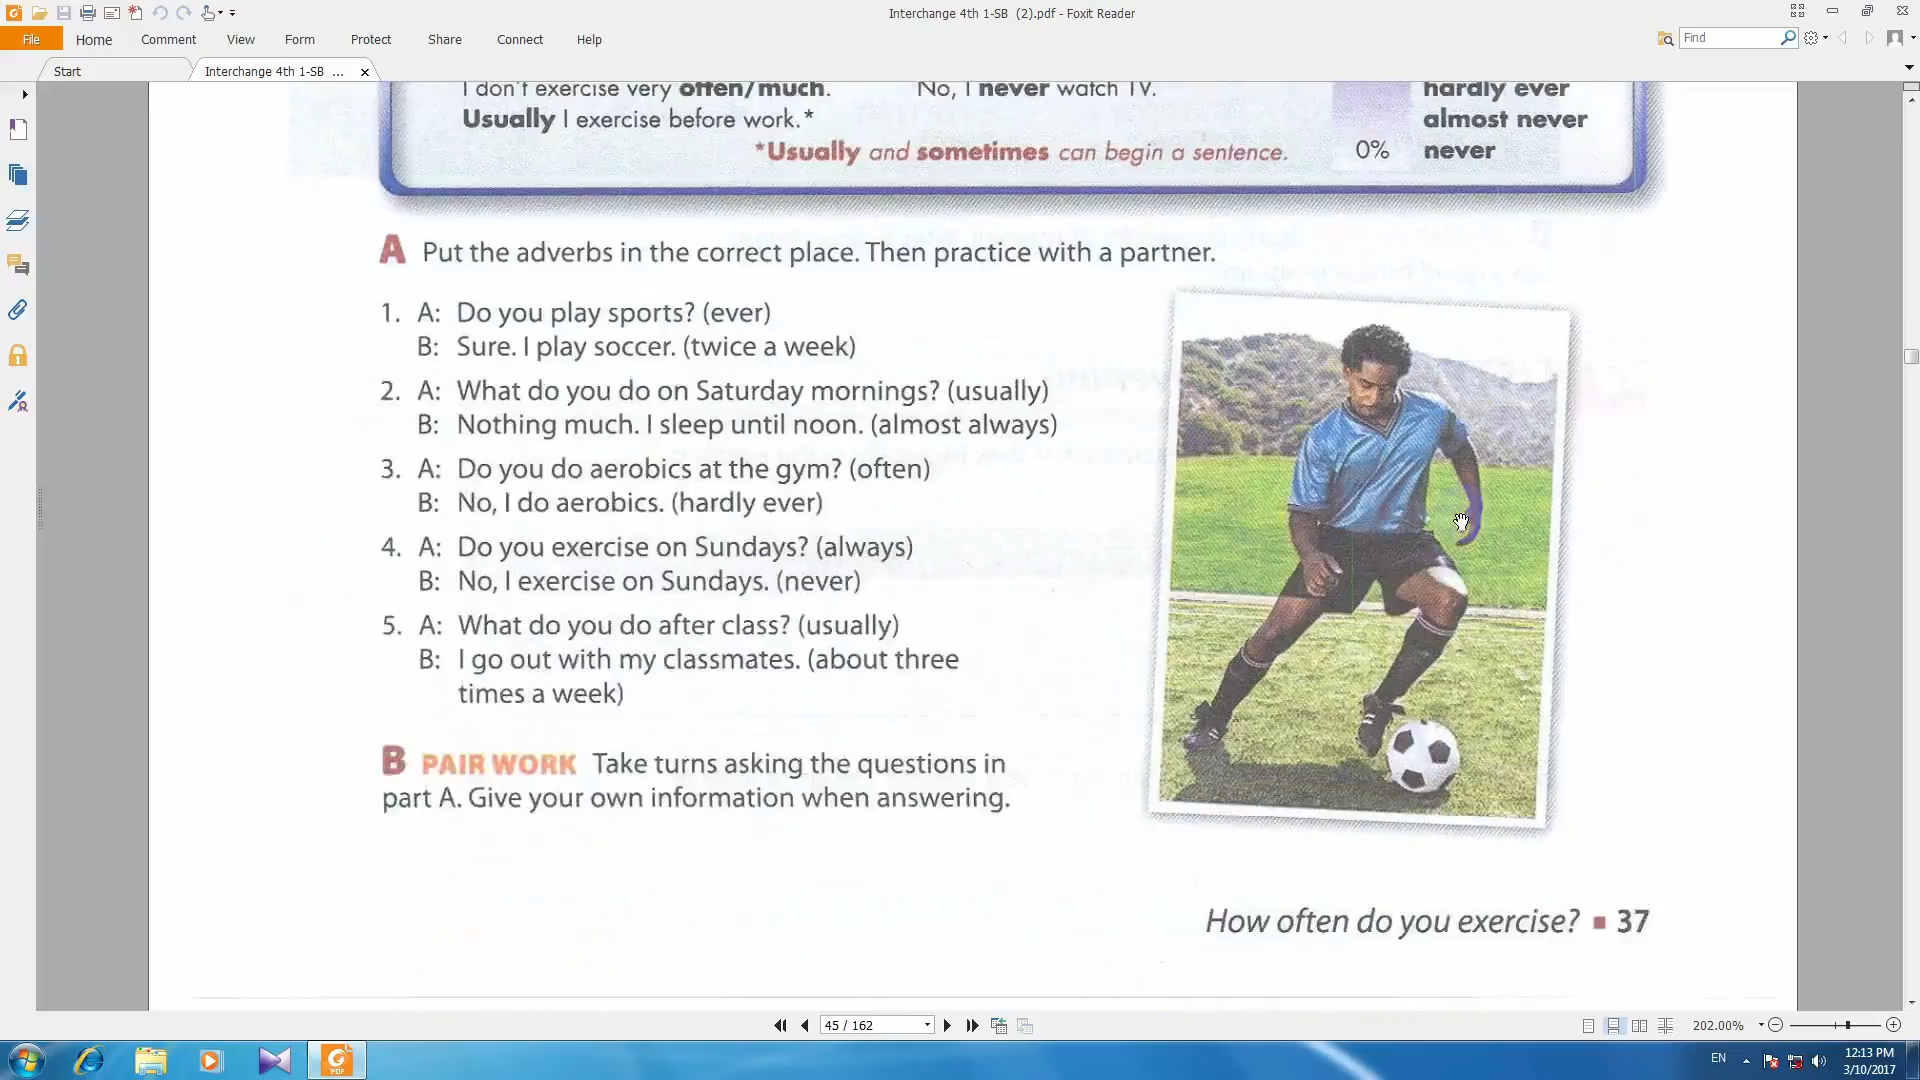 Interchange 4th 1-SB (2).pdf - Foxit Reader
File Home Comment View Form Protect Share Connect Help
Find
Start
Interchange 4th 1-SB ...
I don't exercise very often/much. No, I never watch TV. hardly ever
Usually I exercise before work.* almost never
*Usually and sometimes can begin a sentence. 0% never
A Put the adverbs in the correct place. Then practice with a partner.
1. A: Do you play sports? (ever)
B: Sure. I play soccer. (twice a week)
2. A: What do you do on Saturday mornings? (usually)
B: Nothing much. I sleep until noon. (almost always)
3. A: Do you do aerobics at the gym? (often)
B: No, I do aerobics. (hardly ever)
4. A: Do you exercise on Sundays? (always)
B: No, I exercise on Sundays. (never)
5. A: What do you do after class? (usually)
B: I go out with my classmates. (about three
times a week)
B PAIR WORK Take turns asking the questions in
part A. Give your own information when answering.
How often do you exercise? ▪ 37
45 / 162
202.00%
EN
12:13 PM
3/10/2017
PDF